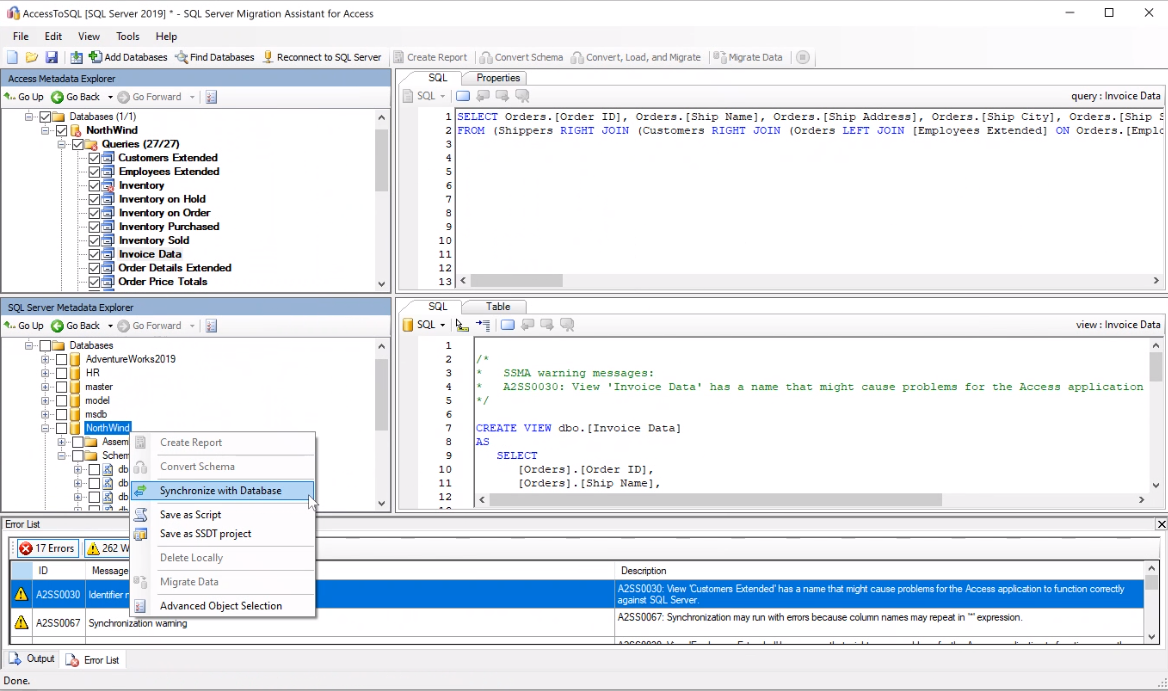 AccessToSQL [SQL Server 2019] * - SQL Server Migration Assistant for Access
File Edit View Tools Help
Add Databases Find Databases Reconnect to SQL Server Create Report Convert Schema Convert, Load, and Migrate Migrate Data
Access Metadata Explorer
Go Up Go Back Go Forward
Databases (1/1)
NorthWind
Queries (27/27)
Customers Extended
Employees Extended
Inventory
Inventory on Hold
Inventory on Order
Inventory Purchased
Inventory Sold
Invoice Data
Order Details Extended
Order Price Totals
SQL Properties
SQL
query : Invoice Data
1 SELECT Orders.[Order ID], Orders.[Ship Name], Orders.[Ship Address], Orders.[Ship City], Orders.[Ship S
2 FROM (Shippers RIGHT JOIN (Customers RIGHT JOIN (Orders LEFT JOIN [Employees Extended] ON Orders.[Emplo
3
4
5
6
7
8
9
10
11
12
13
SQL Server Metadata Explorer
Go Up Go Back Go Forward
Databases
AdventureWorks2019
HR
master
model
msdb
NorthWind
Assem
Schem
db
db
db
Create Report
Convert Schema
Synchronize with Database
Save as Script
Save as SSDT project
Delete Locally
Migrate Data
Advanced Object Selection
SQL Table
SQL
view : Invoice Data
1
2 /*
3 * SSMA warning messages:
4 * A2SS0030: View 'Invoice Data' has a name that might cause problems for the Access application
5 */
6
7 CREATE VIEW dbo.[Invoice Data]
8 AS
9 SELECT
10 [Orders].[Order ID],
11 [Orders].[Ship Name],
12
Error List
17 Errors 262 W
ID Message Description
A2SS0030 Identifier n A2SS0030: View 'Customers Extended' has a name that might cause problems for the Access application to function correctly
against SQL Server.
A2SS0067 Synchronization warning A2SS0067: Synchronization may run with errors because column names may repeat in '*' expression.
Output Error List
Done.